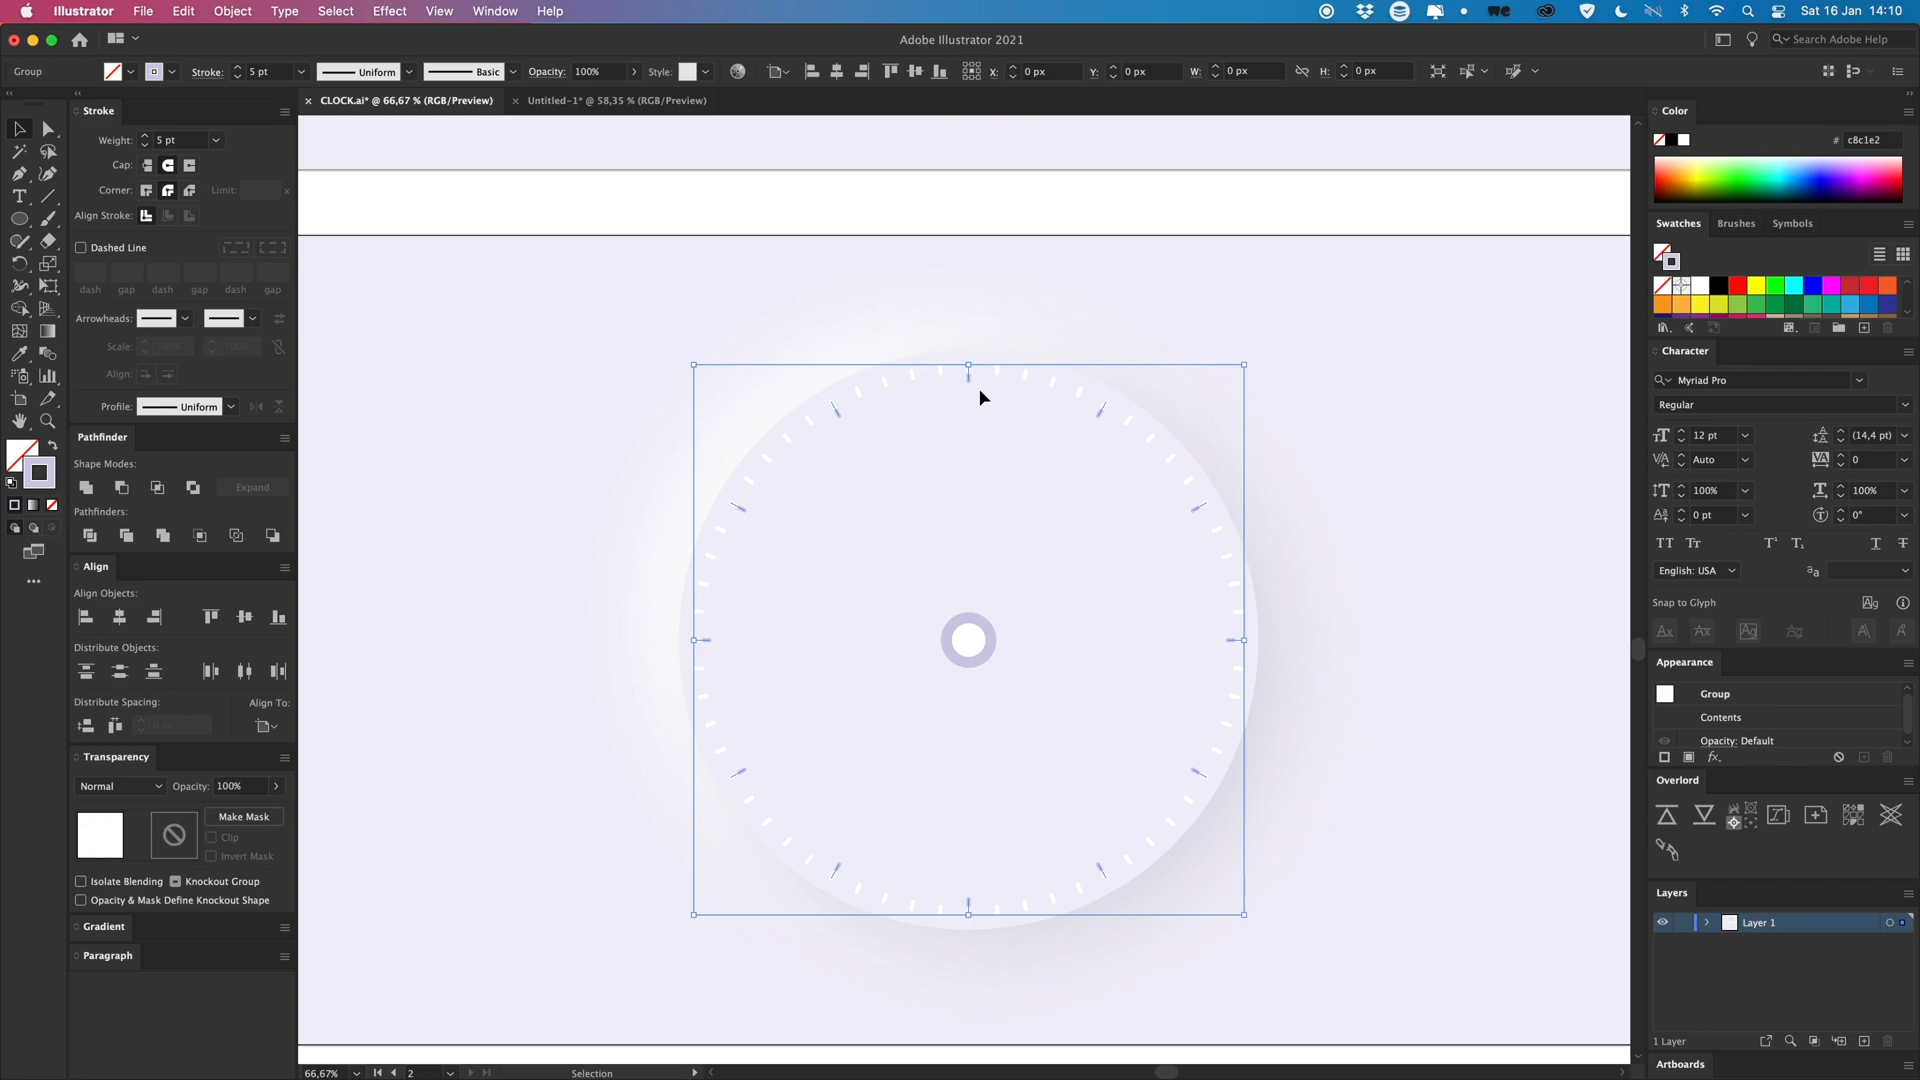 Illustrator File Edit Object Type Select Effect View Window Help
Sat 16 Jan 14:10
Adobe Illustrator 2021
Search Adobe Help
Group
Stroke: 5 pt
Uniform
Basic
Opacity: 100%
Style:
X: 0 px
Y: 0 px
W: 0 px
H: 0 px
CLOCK.ai* @ 66,67 % (RGB/Preview)
Untitled-1* @ 58,35 % (RGB/Preview)
Stroke
Weight: 5 pt
Cap:
Corner:
Limit:
x
Align Stroke:
Dashed Line
dash gap dash gap dash gap
Arrowheads:
Scale: 100% 100%
Align:
Profile: Uniform
Pathfinder
Shape Modes:
Expand
Pathfinders:
Align
Align Objects:
Distribute Objects:
Distribute Spacing:
Align To:
0 px
Transparency
Normal
Opacity: 100%
Make Mask
Clip
Invert Mask
Isolate Blending
Knockout Group
Opacity & Mask Define Knockout Shape
Gradient
Paragraph
66,67%
2
Selection
Color
# c8c1e2
Swatches Brushes Symbols
Character
Myriad Pro
Regular
12 pt
(14,4 pt)
Auto
0
100%
100%
0 pt
0°
English: USA
Snap to Glyph
Appearance
Group
Contents
Opacity: Default
Overlord
Layers
Layer 1
1 Layer
Artboards